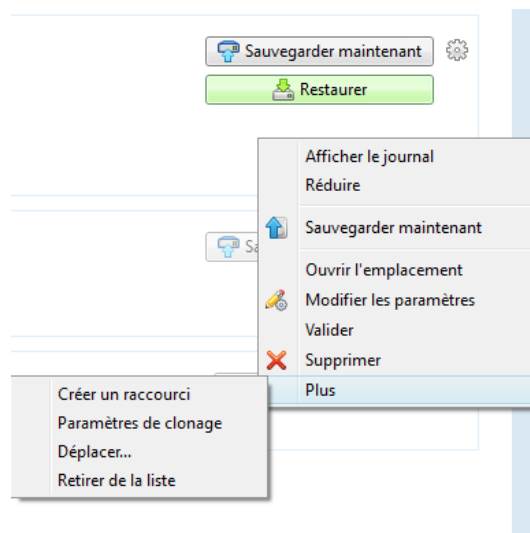 Sauvegarder maintenant
Restaurer
Afficher le journal
Réduire
Sauvegarder maintenant
Sa
Ouvrir l'emplacement
Modifier les paramètres
Valider
Supprimer
Plus
Créer un raccourci
Paramètres de clonage
Déplacer...
Retirer de la liste